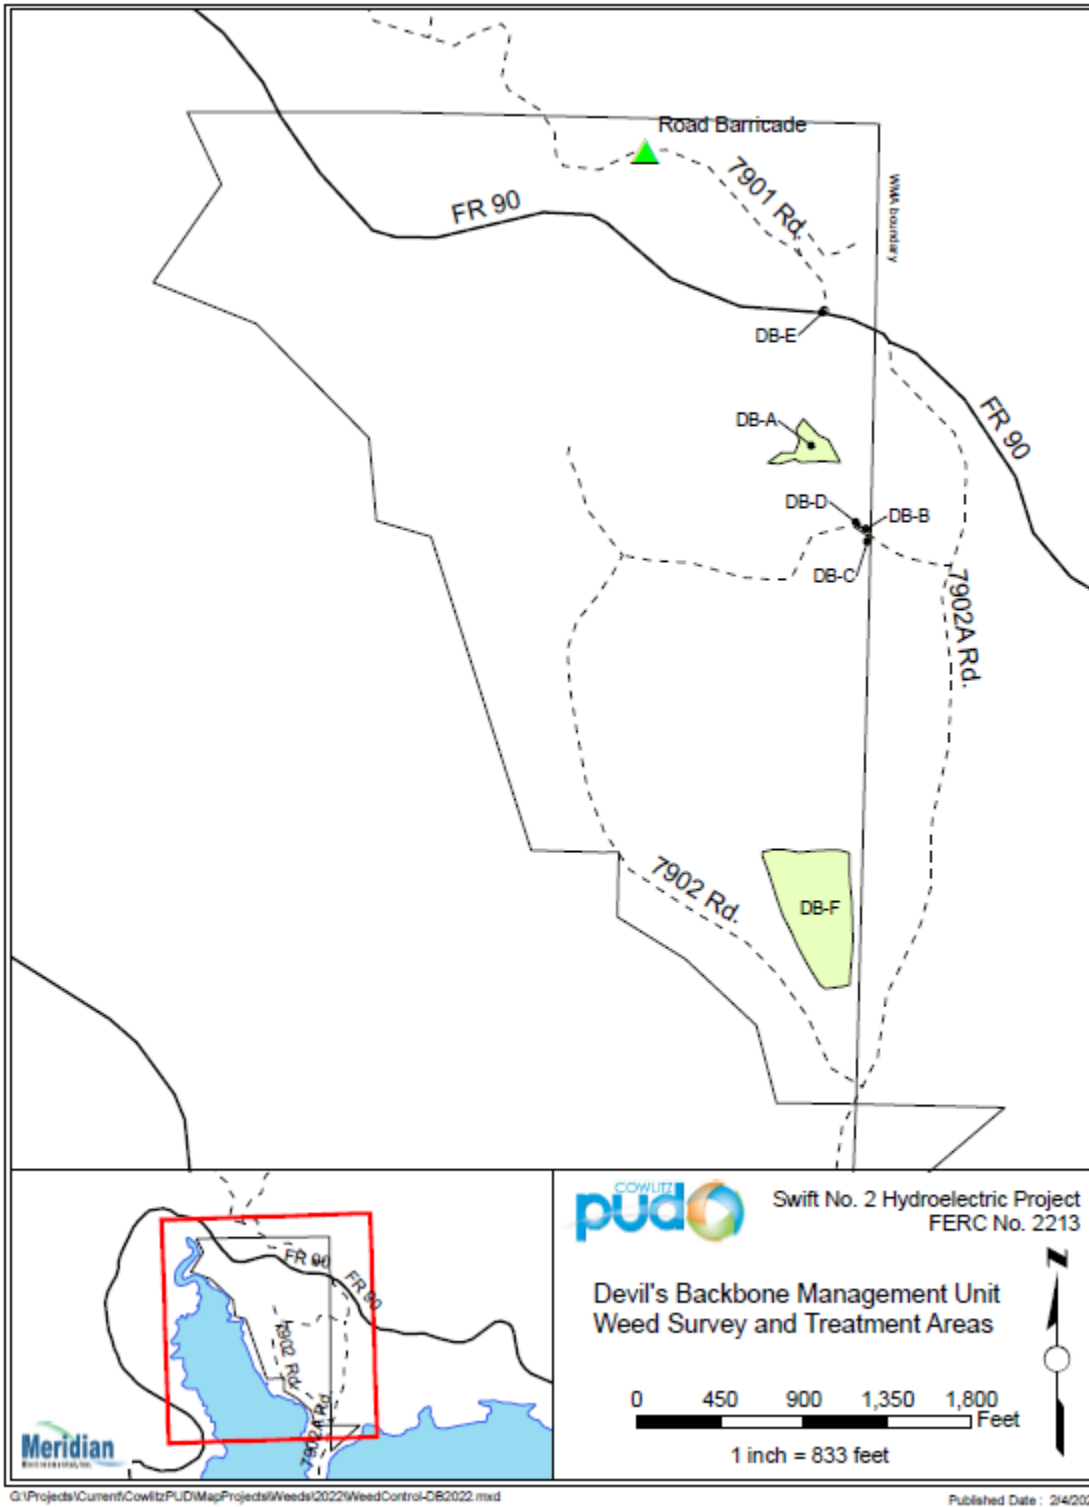 Road Barricade
7901 Rd.
WMA boundary
FR 90
DB-E
DB-A
FR 90
DB-D
DB-B
DB-C
7902A Rd.
7902 Rd.
DB-F
FR 90
FR 90
7902 Rd
7902A Rd
Meridian
COWLITZ
pud
Swift No. 2 Hydroelectric Project
FERC No. 2213
N
Devil's Backbone Management Unit
Weed Survey and Treatment Areas
0 450 900 1,350 1,800
Feet
1 inch = 833 feet
G:\Projects\Current\CowlitzPUD\MapProjects\Weeds\2022\WeedControl-DB2022.mxd
Published Date : 2/4/202